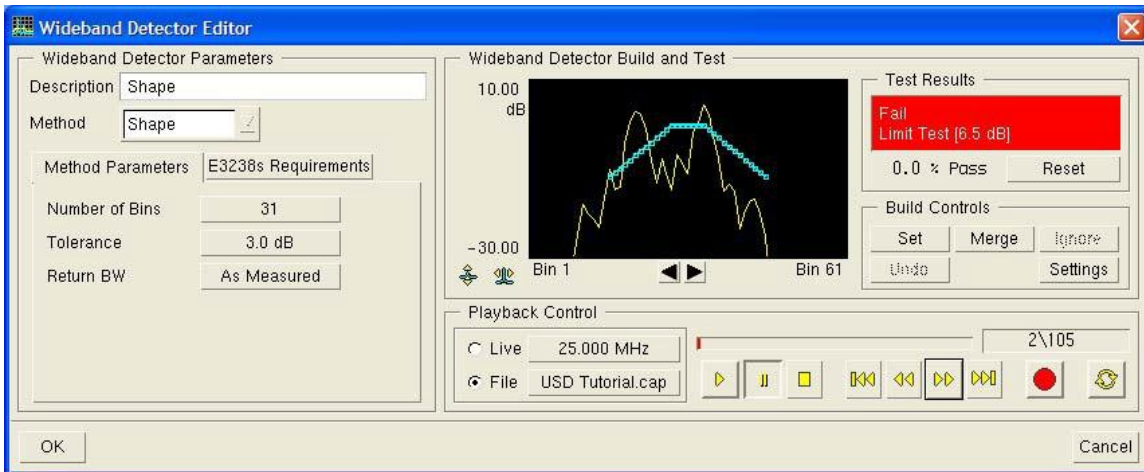 Wideband Detector Editor
Wideband Detector Parameters
Description Shape
Method Shape
Method Parameters E3238s Requirements
Number of Bins 31
Tolerance 3.0 dB
Return BW As Measured
Wideband Detector Build and Test
10.00
dB
-30.00
Bin 1 Bin 61
Test Results
Fail
Limit Test [6.5 dB]
0.0 % Pass Reset
Build Controls
Set Merge Ignore
Undo Settings
Playback Control
Live 25.000 MHz
File USD Tutorial.cap
2\105
OK Cancel